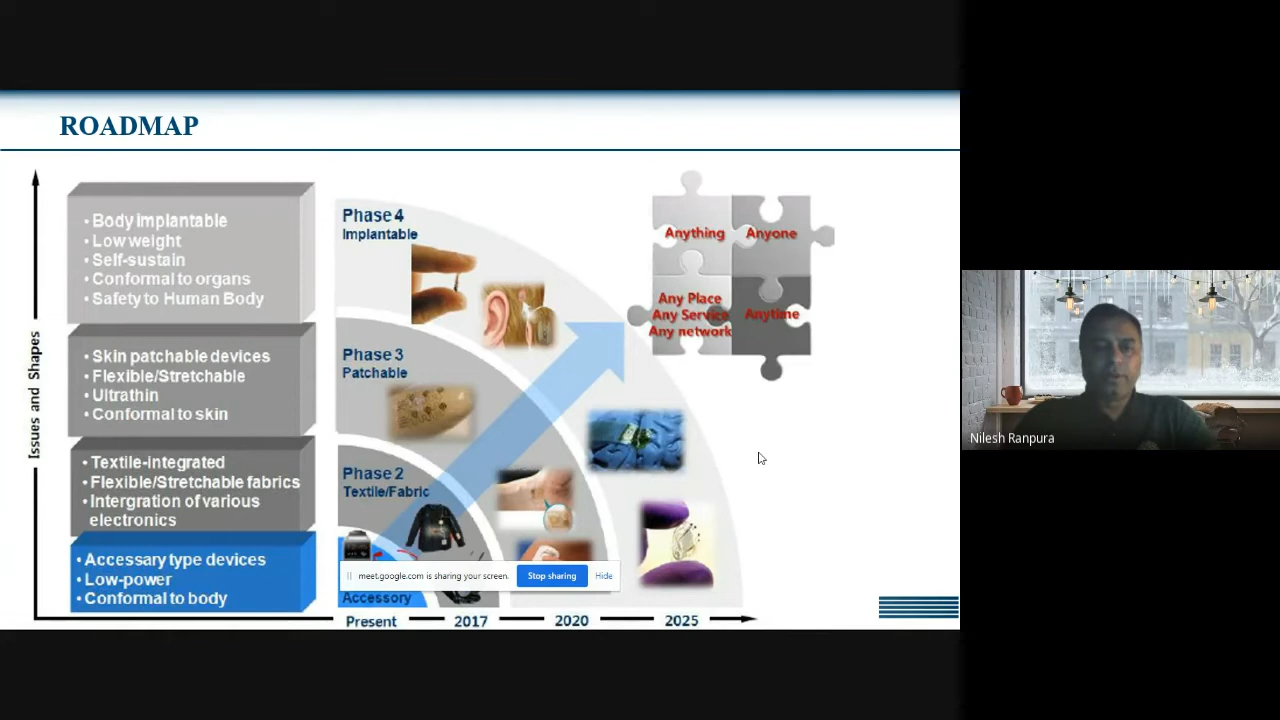 ROADMAP
Issues and Shapes
• Body implantable
• Low weight
• Self-sustain
• Conformal to organs
• Safety to Human Body
• Skin patchable devices
• Flexible/Stretchable
• Ultrathin
• Conformal to skin
• Textile-integrated
• Flexible/Stretchable fabrics
• Intergration of various
electronics
• Accessary type devices
• Low-power
• Conformal to body
Phase 4
Implantable
Phase 3
Patchable
Phase 2
Textile/Fabric
Accessory
Present
2017
2020
2025
Anything
Anyone
Any Place
Any Service
Any network
Anytime
meet.google.com is sharing your screen.
Stop sharing
Hide
Nilesh Ranpura